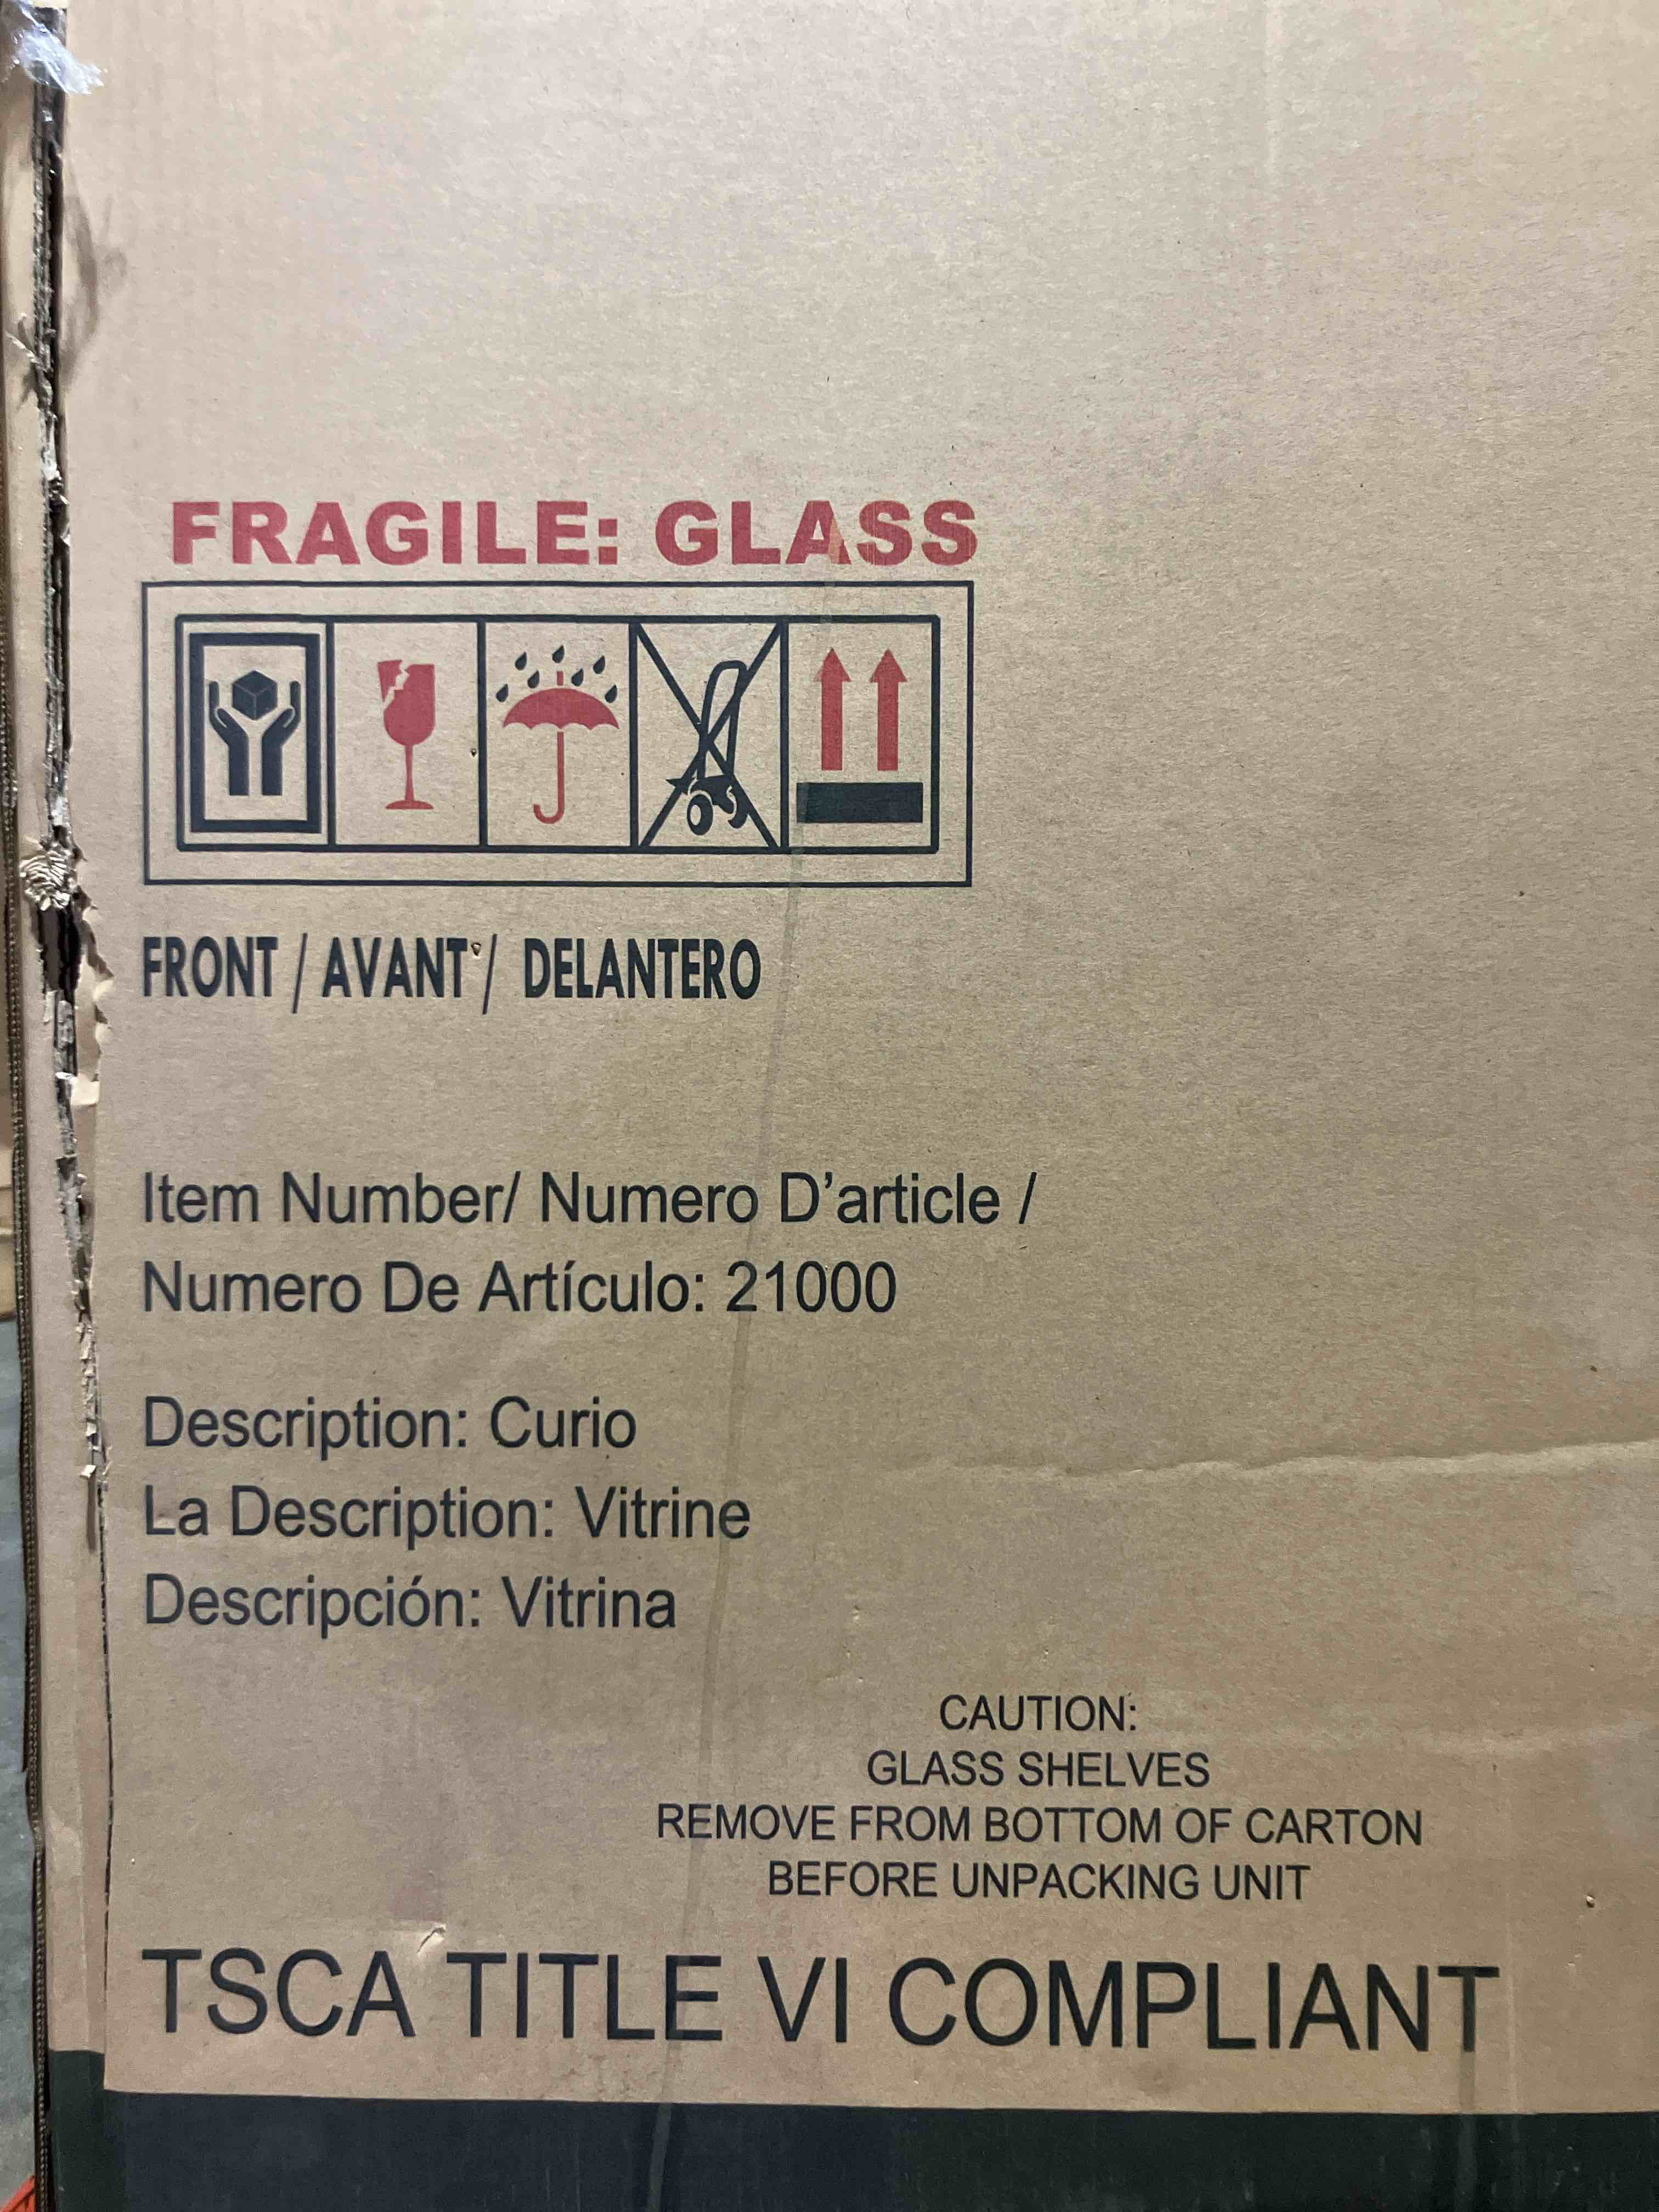 FRAGILE: GLASS
FRONT / AVANT / DELANTERO
Item Number/ Numero D’article /
Numero De Artículo: 21000
Description: Curio
La Description: Vitrine
Descripción: Vitrina
CAUTION:
GLASS SHELVES
REMOVE FROM BOTTOM OF CARTON
BEFORE UNPACKING UNIT
TSCA TITLE VI COMPLIANT